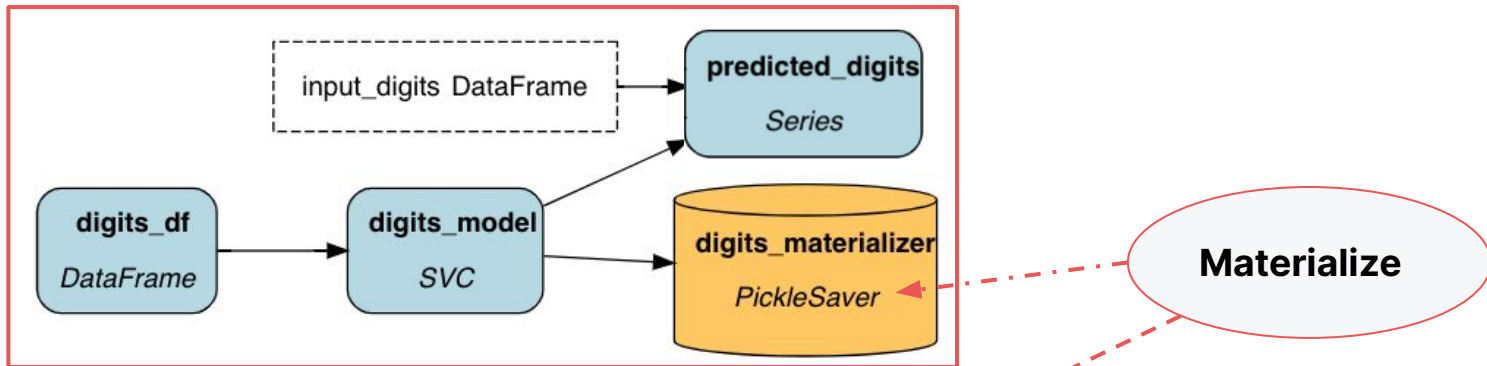 input_digits DataFrame
predicted_digits
Series
digits_df
DataFrame
digits_model
SVC
digits_materializer
PickleSaver
Materialize